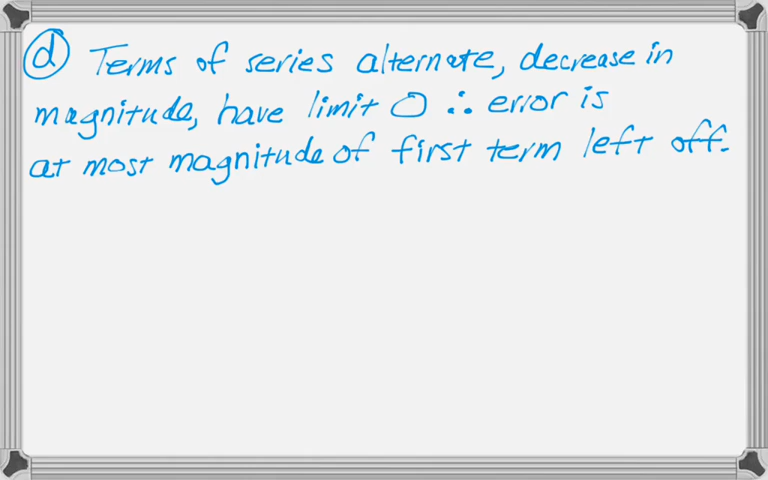 ⓓ Terms of series alternate, decrease in
magnitude, have limit 0 ∴ error is
at most magnitude of first term left off.